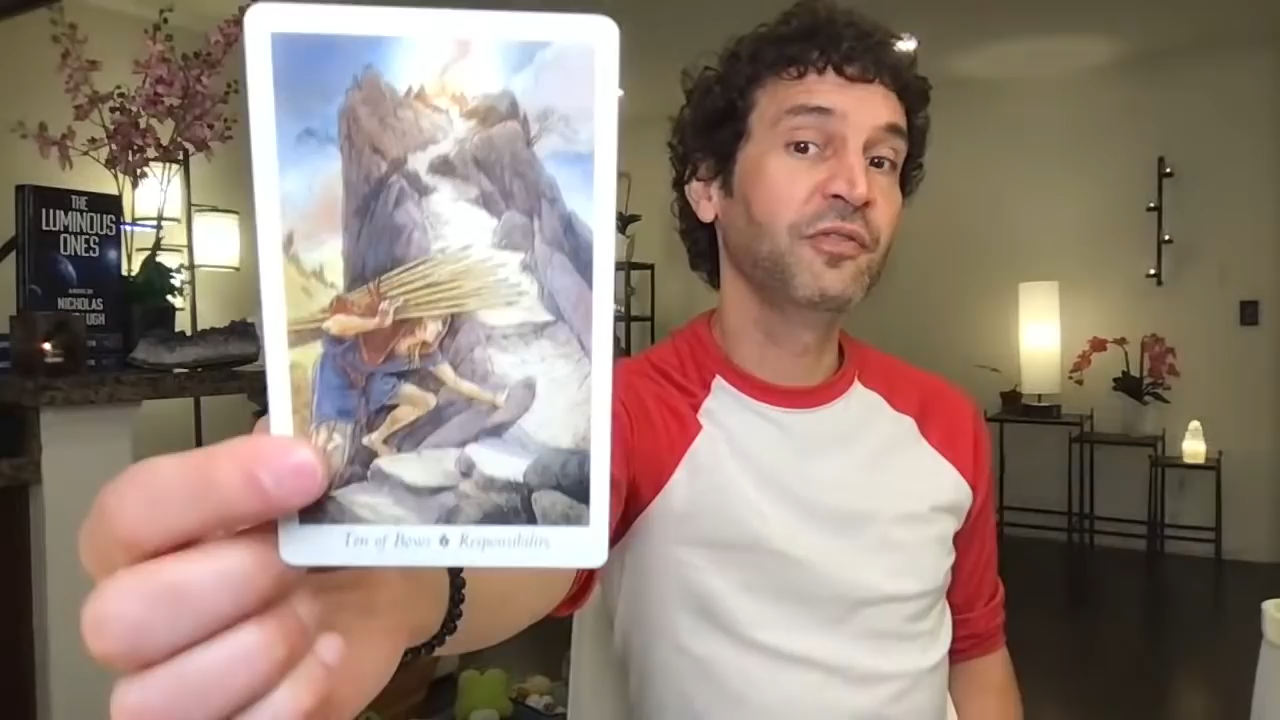 THE
LUMINOUS
ONES
NICHOLAS
Ten of Bows Responsibility